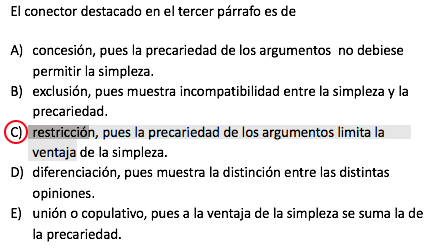 El conector destacado en el tercer párrafo es de
A) concesión, pues la precariedad de los argumentos no debiese
permitir la simpleza.
B) exclusión, pues muestra incompatibilidad entre la simpleza y la
precariedad.
C) restricción, pues la precariedad de los argumentos limita la
ventaja de la simpleza.
D) diferenciación, pues muestra la distinción entre las distintas
opiniones.
E) unión o copulativo, pues a la ventaja de la simpleza se suma la de
la precariedad.